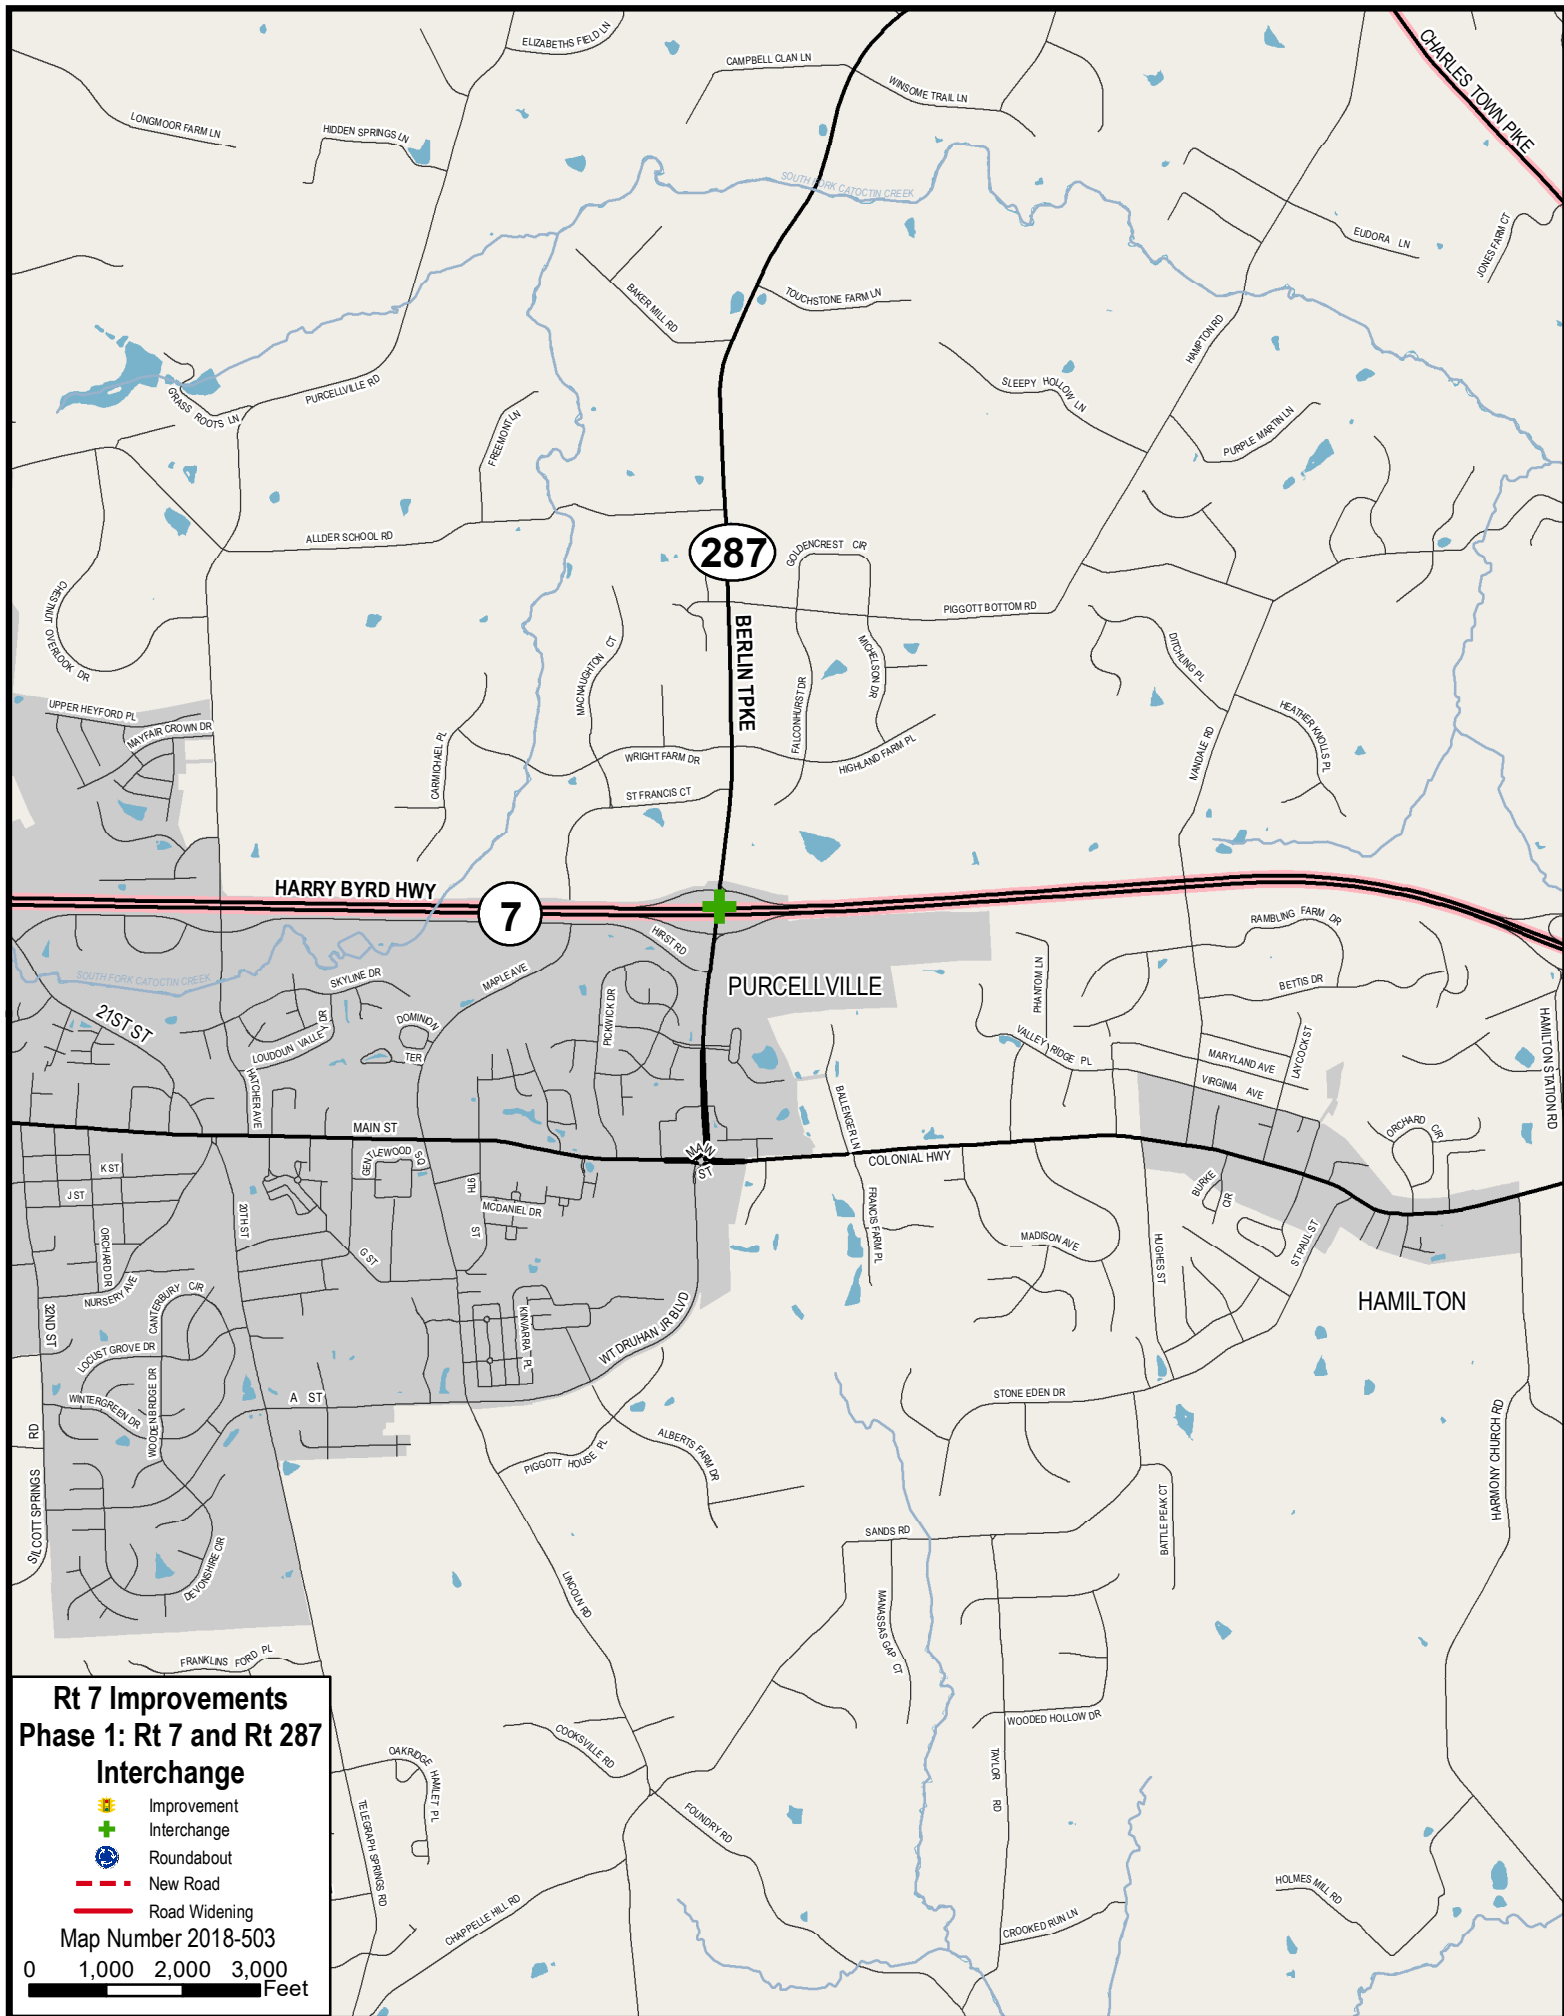 ELIZABETHS FIELD LN
CAMPBELL CLAN LN
WINSOME TRAIL LN
CHARLES TOWN PIKE
LONGMOOR FARM LN
HIDDEN SPRINGS LN
SOUTH FORK CATOCTIN CREEK
EUDORA LN
JONES FARM CT
BAKER MILL RD
TOUCHSTONE FARM LN
HAMPTON RD
GRASS ROOTS LN
PURCELLVILLE RD
SLEEPY HOLLOW LN
FREEMONT LN
PURPLE MARTIN LN
ALLDER SCHOOL RD
287
GOLDENCREST CIR
CHESTNUT OVERLOOK DR
PIGGOTT BOTTOM RD
BERLIN TPKE
MACNAUGHTON CT
MICHELSON DR
DITCHLING PL
FALCONHURST DR
UPPER HEYFORD PL
MAYFAIR CROWN DR
HEATHER KNOLLS PL
CARMICHAEL PL
WRIGHT FARM DR
HIGHLAND FARM PL
IVANDALE RD
ST FRANCIS CT
HARRY BYRD HWY
7
HIRST RD
RAMBLING FARM DR
SOUTH FORK CATOCTIN CREEK
SKYLINE DR
MAPLE AVE
PURCELLVILLE
PHANTOM LN
BETTIS DR
21ST ST
LOUDOUN VALLEY DR
DOMINION TER
PICKWICK DR
VALLEY RIDGE PL
MARYLAND AVE
LAYCOCK ST
HAMILTON STATION RD
HATCHER AVE
VIRGINIA AVE
BALLENGER LN
MAIN ST
GENTLEWOOD SQ
MAIN ST
COLONIAL HWY
ORCHARD CIR
K ST
J ST
9TH ST
MCDANIEL DR
BURKE CIR
20TH ST
FRANCIS FARM PL
MADISON AVE
HUGHES ST
ST PAUL ST
ORCHARD DR
G ST
NURSERY AVE
CANTERBURY CIR
32ND ST
KINVARRA PL
WT DRUHAN JR BLVD
HAMILTON
LOCUST GROVE DR
WINTERGREEN DR
WOODENBRIDGE DR
A ST
STONE EDEN DR
SILCOTT SPRINGS RD
ALBERTS FARM DR
PIGGOTT HOUSE PL
HARMONY CHURCH RD
BATTLE PEAK CT
SANDS RD
DEVONSHIRE CIR
LINCOLN RD
MANASSAS GAP CT
FRANKLINS FORD PL
WOODED HOLLOW DR
COOKSVILLE RD
OAKRIDGE HAMLET PL
TAYLOR RD
TELEGRAPH SPRINGS RD
FOUNDRY RD
CHAPPELLE HILL RD
CROOKED RUN LN
HOLMES MILL RD
Rt 7 Improvements
Phase 1: Rt 7 and Rt 287
Interchange
Improvement
Interchange
Roundabout
New Road
Road Widening
Map Number 2018-503
0 1,000 2,000 3,000
Feet